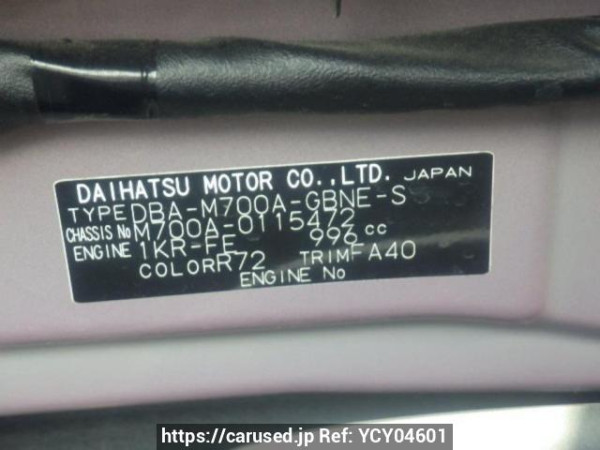 DAIHATSU MOTOR CO.,LTD. JAPAN
TYPE DBA-M700A-GBNE-S
CHASSIS No M700A-0115472
ENGINE 1KR-FE 996 cc
COLOR R72 TRIM FA40
ENGINE No
https://carused.jp Ref: YCY04601